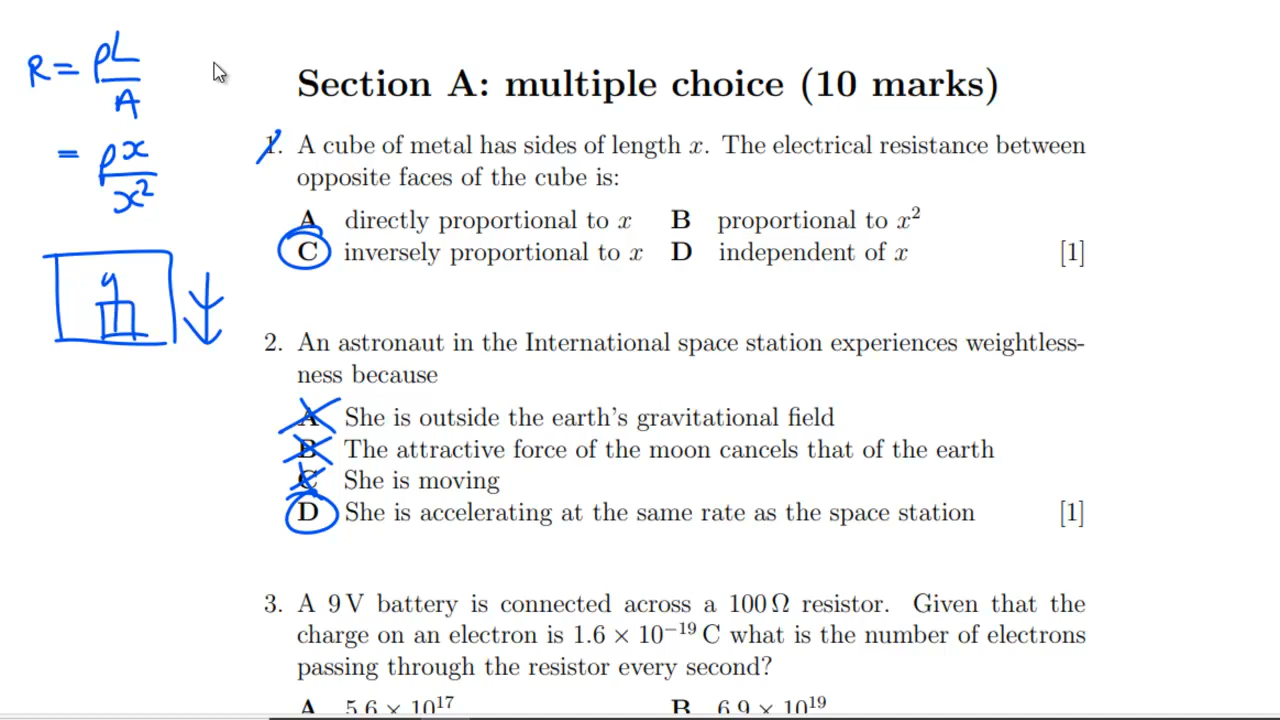 R = ρL/A
= ρx/x²
Section A: multiple choice (10 marks)
1. A cube of metal has sides of length x. The electrical resistance between
opposite faces of the cube is:
A directly proportional to x B proportional to x²
C inversely proportional to x D independent of x [1]
2. An astronaut in the International space station experiences weightless-
ness because
A She is outside the earth's gravitational field
B The attractive force of the moon cancels that of the earth
C She is moving
D She is accelerating at the same rate as the space station [1]
3. A 9 V battery is connected across a 100 Ω resistor. Given that the
charge on an electron is 1.6 × 10⁻¹⁹ C what is the number of electrons
passing through the resistor every second?
A 5.6 × 10¹⁷ B 6.9 × 10¹⁹